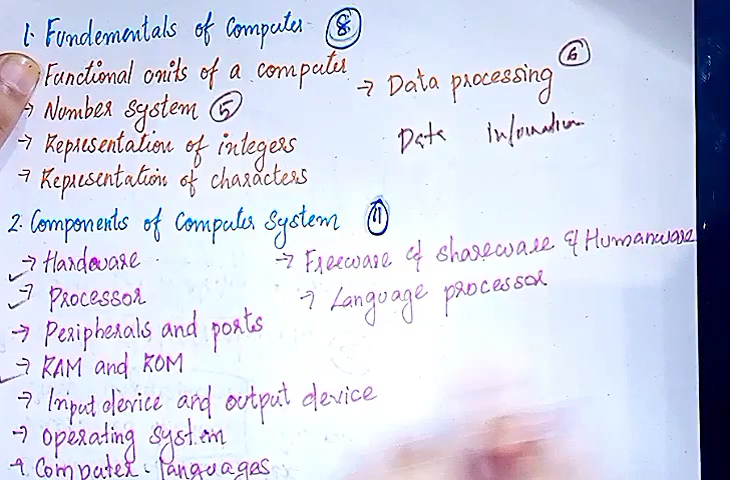 1. Fundementals of Computer 8
Functional units of a computer
→ Data processing 6
→ Number system 5
Data Information
→ Representation of integers
→ Representation of characters
2. Components of Computer System 11
→ Hardware
→ Freeware & shareware & Humanware
→ Processor
→ Language processor
→ Peripherals and ports
→ RAM and ROM
→ Input device and output device
→ Operating system
→ Computer languages